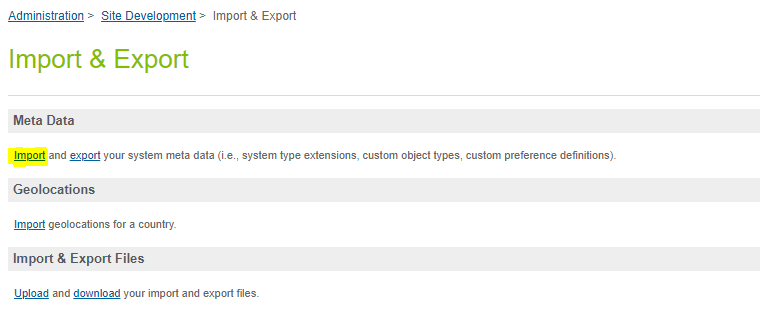 Administration > Site Development > Import & Export
Import & Export
Meta Data
Import and export your system meta data (i.e., system type extensions, custom object types, custom preference definitions).
Geolocations
Import geolocations for a country.
Import & Export Files
Upload and download your import and export files.